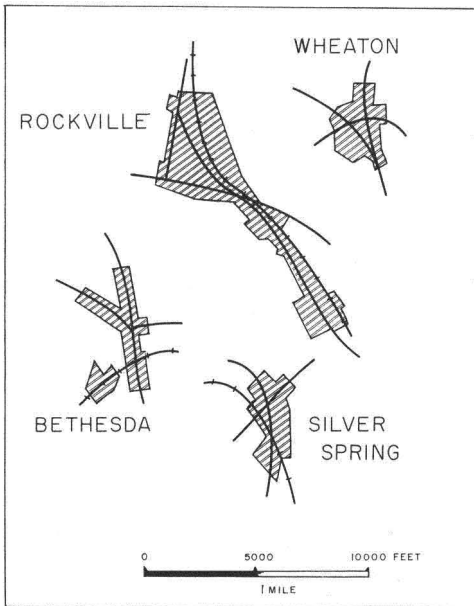 WHEATON
ROCKVILLE
BETHESDA
SILVER
SPRING
0 5000 10000 FEET
1 MILE